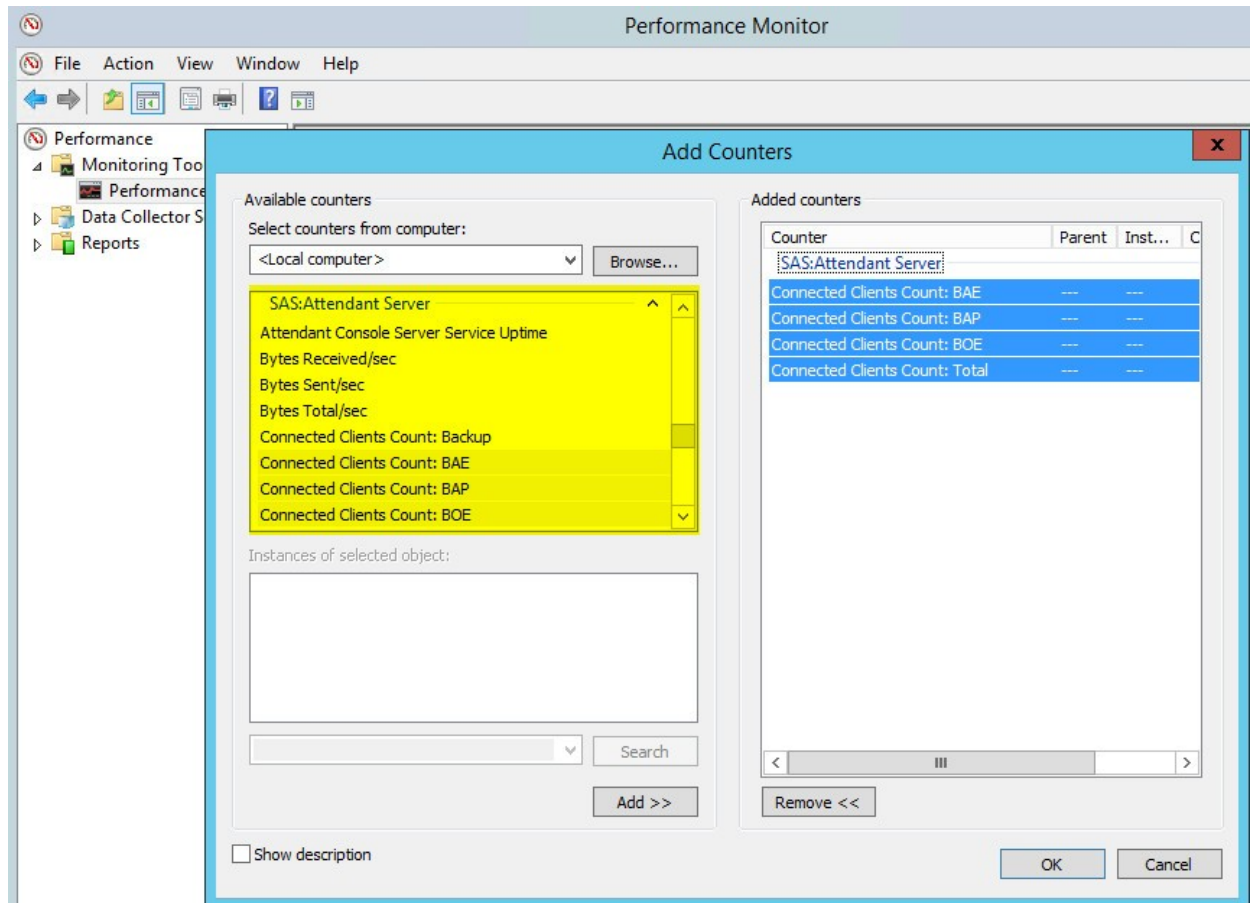 Performance Monitor
File Action View Window Help
Performance
Monitoring Too
Performance
Data Collector S
Reports
Add Counters
x
Available counters
Select counters from computer:
<Local computer>
Browse...
SAS:Attendant Server
Attendant Console Server Service Uptime
Bytes Received/sec
Bytes Sent/sec
Bytes Total/sec
Connected Clients Count: Backup
Connected Clients Count: BAE
Connected Clients Count: BAP
Connected Clients Count: BOE
Instances of selected object:
Search
Add >>
Show description
Added counters
Counter Parent Inst... C
SAS:Attendant Server
Connected Clients Count: BAE --- ---
Connected Clients Count: BAP --- ---
Connected Clients Count: BOE --- ---
Connected Clients Count: Total --- ---
Remove <<
OK Cancel